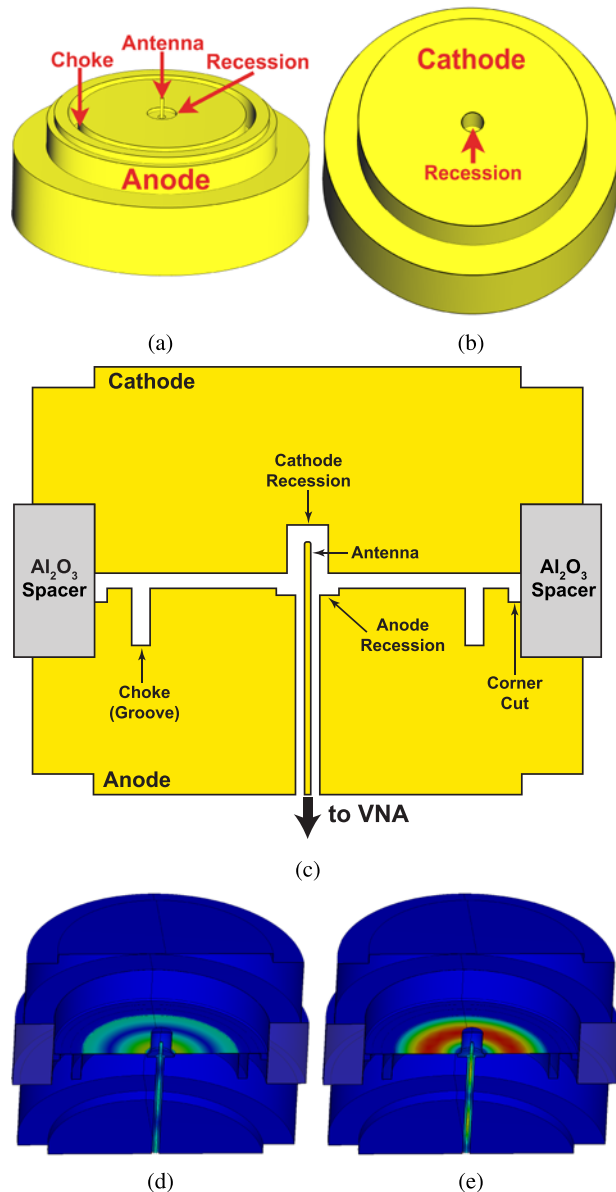 Antenna
Choke
Recession
Anode
Cathode
Recession
(a)
(b)
Cathode
Cathode
Recession
Antenna
Al₂O₃
Spacer
Al₂O₃
Spacer
Anode
Recession
Choke
(Groove)
Corner
Cut
Anode
to VNA
(c)
(d)
(e)